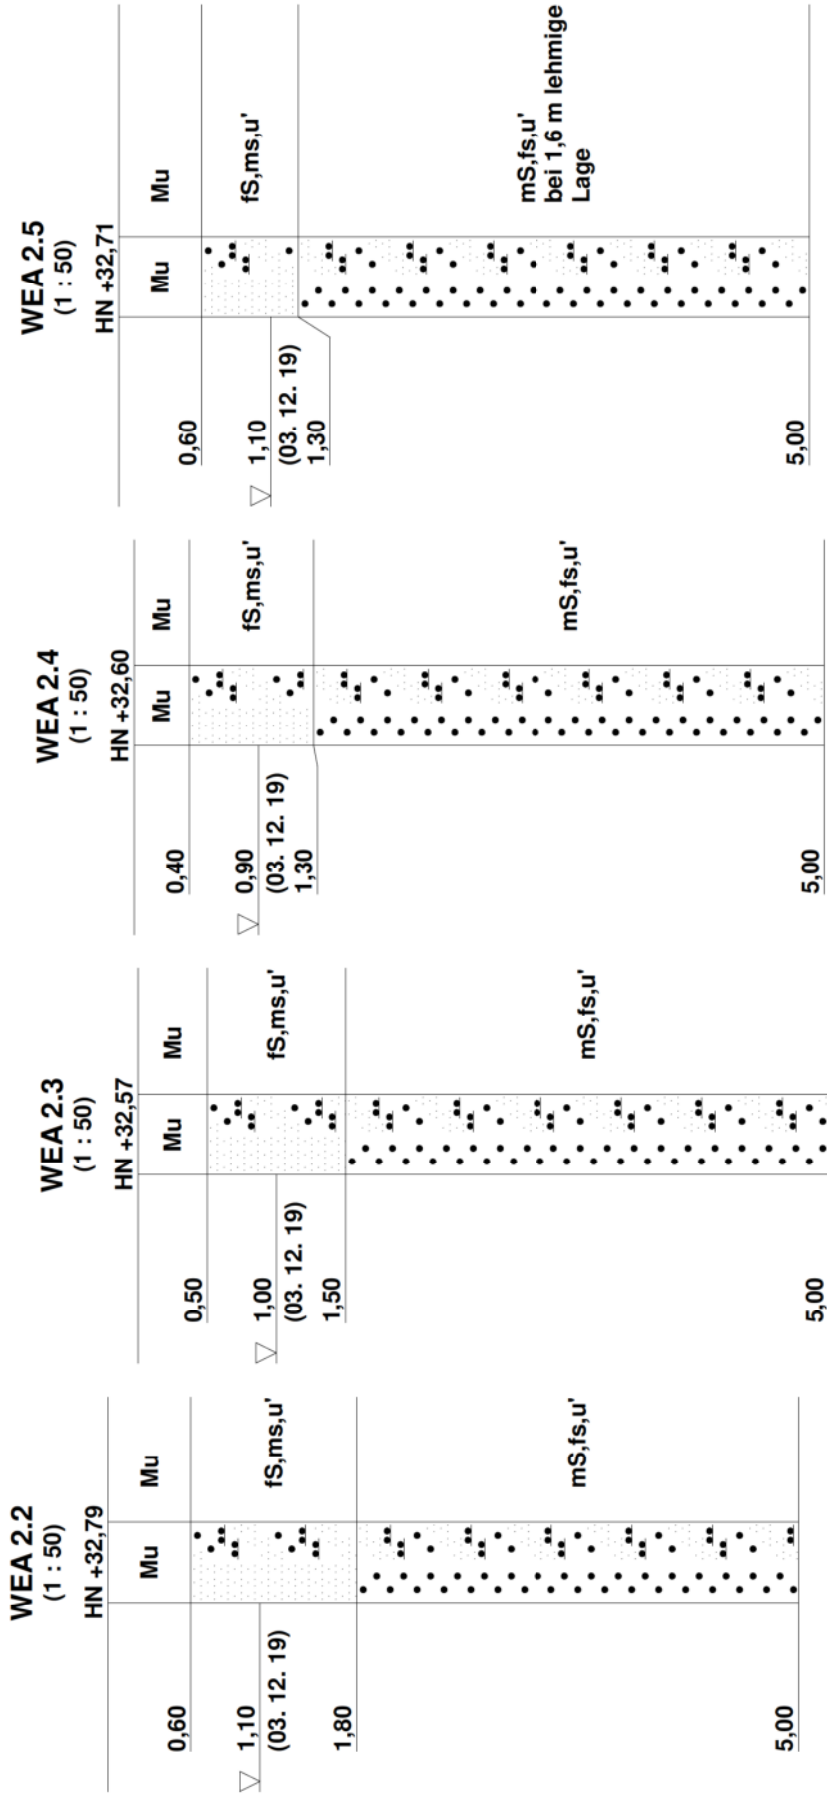 WEA 2.2
(1 : 50)
HN +32,79
Mu
Mu
0,60
fS,ms,u'
1,10
(03. 12. 19)
1,80
mS,fs,u'
5,00
WEA 2.3
(1 : 50)
HN +32,57
Mu
Mu
0,50
fS,ms,u'
1,00
(03. 12. 19)
1,50
mS,fs,u'
5,00
WEA 2.4
(1 : 50)
HN +32,60
Mu
Mu
0,40
fS,ms,u'
0,90
(03. 12. 19)
1,30
mS,fs,u'
5,00
WEA 2.5
(1 : 50)
HN +32,71
Mu
Mu
0,60
fS,ms,u'
1,10
(03. 12. 19)
1,30
mS,fs,u'
bei 1,6 m lehmige
Lage
5,00